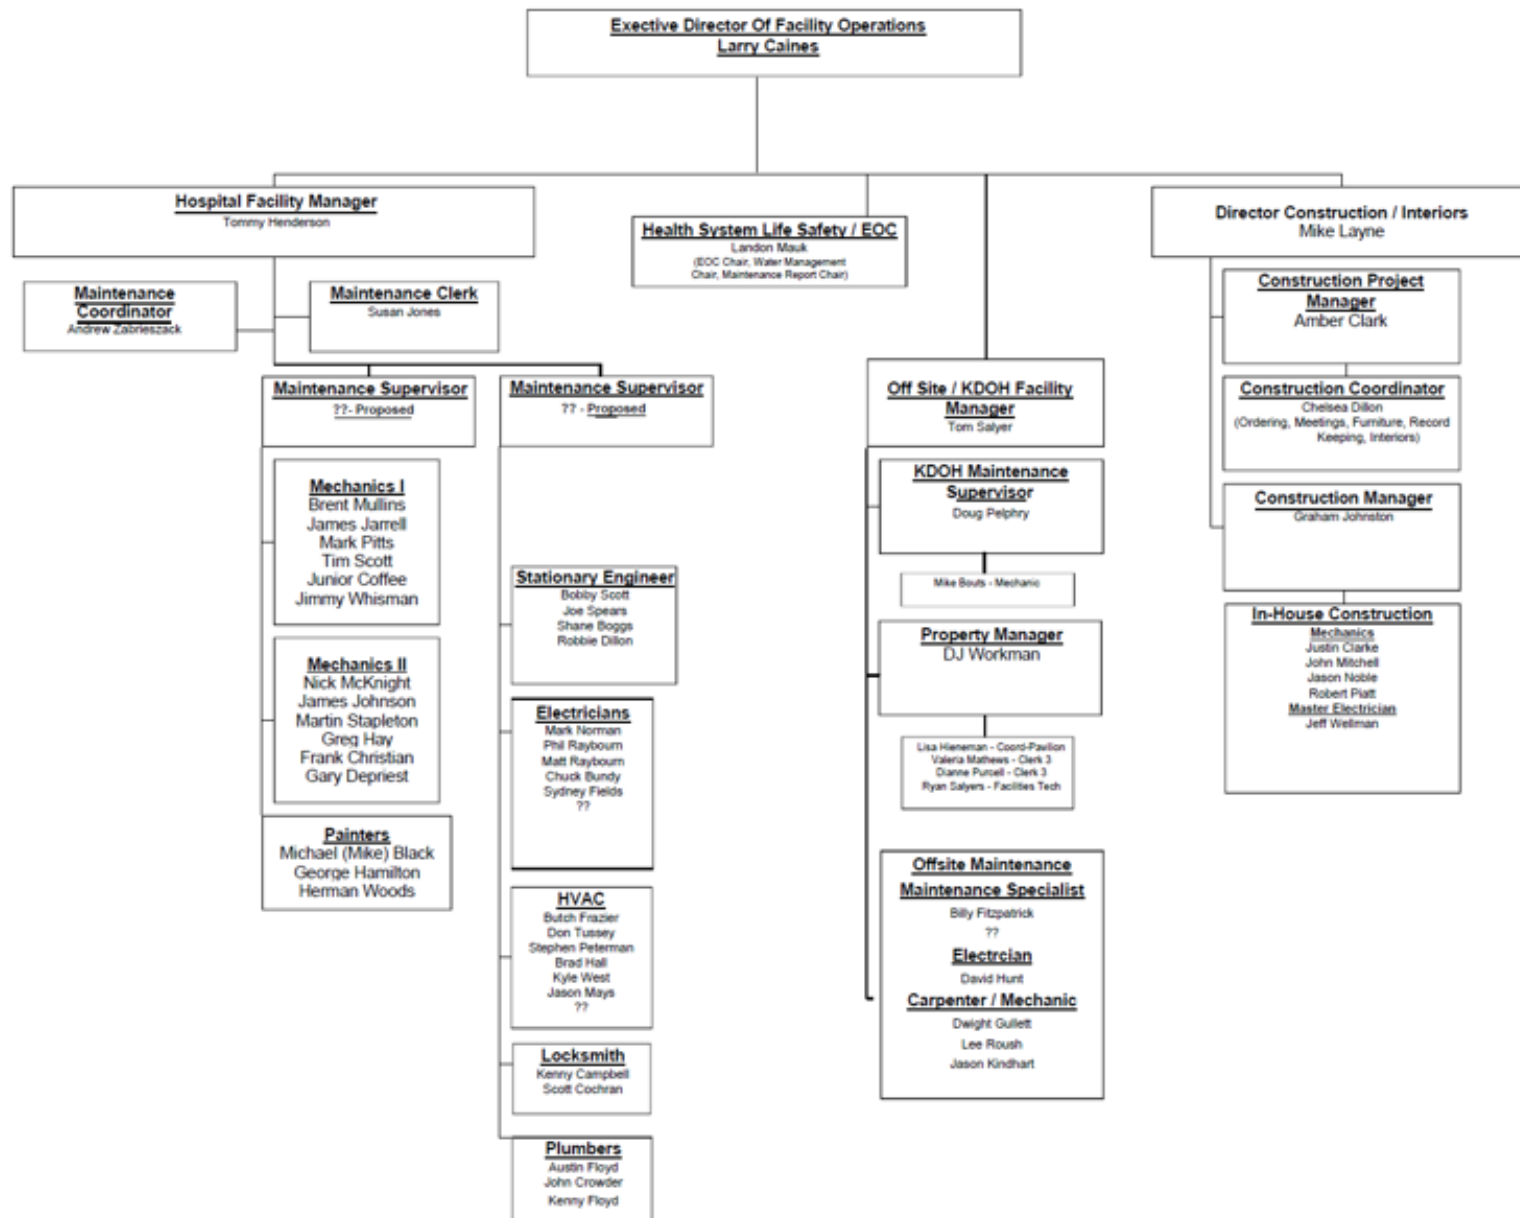 Exective Director Of Facility Operations
Larry Caines
Hospital Facility Manager
Tommy Henderson
Health System Life Safety / EOC
Landon Mauk
(EOC Chair, Water Management
Chair, Maintenance Report Chair)
Director Construction / Interiors
Mike Layne
Maintenance
Coordinator
Andrew Zabrieszack
Maintenance Clerk
Susan Jones
Construction Project
Manager
Amber Clark
Maintenance Supervisor
??- Proposed
Maintenance Supervisor
?? - Proposed
Off Site / KDOH Facility
Manager
Tom Salyer
Construction Coordinator
Chelsea Dillon
(Ordering, Meetings, Furniture, Record
Keeping, Interiors)
Mechanics I
Brent Mullins
James Jarrell
Mark Pitts
Tim Scott
Junior Coffee
Jimmy Whisman
KDOH Maintenance
Supervisor
Doug Pelphry
Construction Manager
Graham Johnston
Stationary Engineer
Bobby Scott
Joe Spears
Shane Boggs
Robbie Dillon
Mike Bouts - Mechanic
In-House Construction
Mechanics
Justin Clarke
John Mitchell
Jason Noble
Robert Piatt
Master Electrician
Jeff Wellman
Mechanics II
Nick McKnight
James Johnson
Martin Stapleton
Greg Hay
Frank Christian
Gary Depriest
Property Manager
DJ Workman
Electricians
Mark Norman
Phil Raybourn
Matt Raybourn
Chuck Bundy
Sydney Fields
??
Lisa Hieneman - Coord-Pavilion
Valeria Mathews - Clerk 3
Dianne Purcell - Clerk 3
Ryan Salyers - Facilities Tech
Painters
Michael (Mike) Black
George Hamilton
Herman Woods
Offsite Maintenance
Maintenance Specialist
Billy Fitzpatrick
??
Electrcian
David Hunt
Carpenter / Mechanic
Dwight Gullett
Lee Roush
Jason Kindhart
HVAC
Butch Frazier
Don Tussey
Stephen Peterman
Brad Hall
Kyle West
Jason Mays
??
Locksmith
Kenny Campbell
Scott Cochran
Plumbers
Austin Floyd
John Crowder
Kenny Floyd